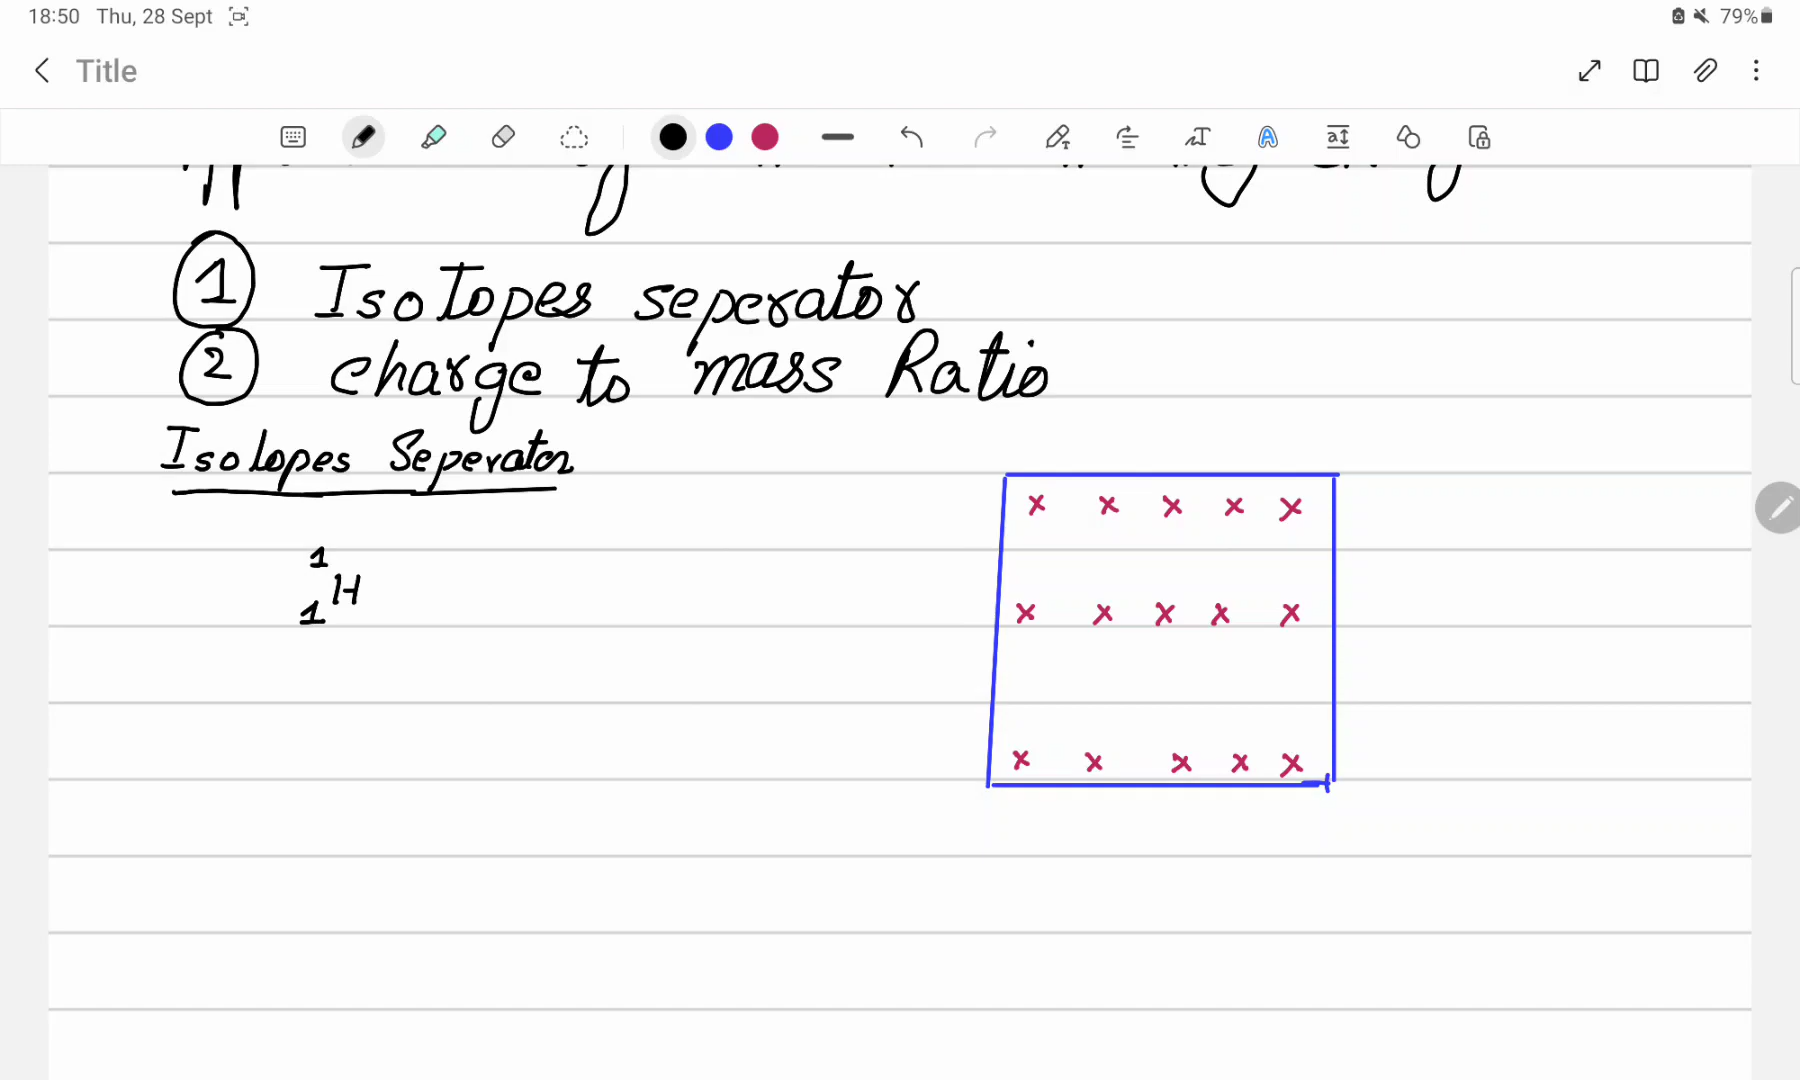 18:50 Thu, 28 Sept 79%
Title
1 Isotopes seperator
2 charge to mass Ratio
Isotopes Seperator
1
H
1
x x x x x
x x x x x
x x x x x